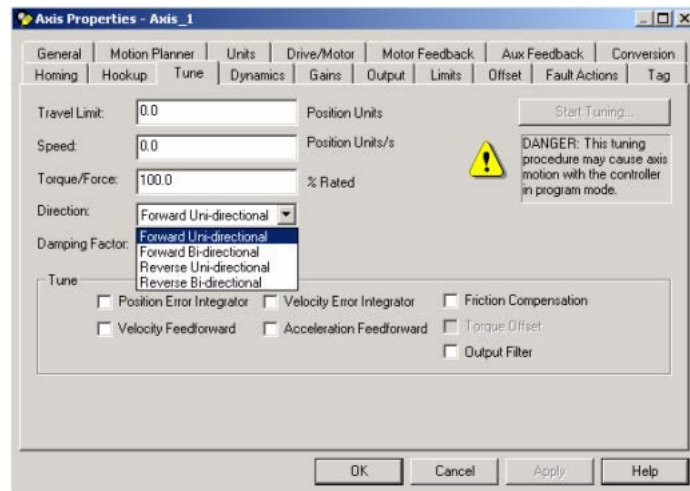 Axis Properties - Axis_1
General Motion Planner Units Drive/Motor Motor Feedback Aux Feedback Conversion
Homing Hookup Tune Dynamics Gains Output Limits Offset Fault Actions Tag
Travel Limit: 0.0 Position Units
Start Tuning...
Speed: 0.0 Position Units/s
DANGER: This tuning
procedure may cause axis
motion with the controller
in program mode.
Torque/Force: 100.0 % Rated
Direction: Forward Uni-directional
Forward Uni-directional
Forward Bi-directional
Reverse Uni-directional
Reverse Bi-directional
Damping Factor:
Tune
Position Error Integrator Velocity Error Integrator Friction Compensation
Velocity Feedforward Acceleration Feedforward Torque Offset
Output Filter
OK Cancel Apply Help